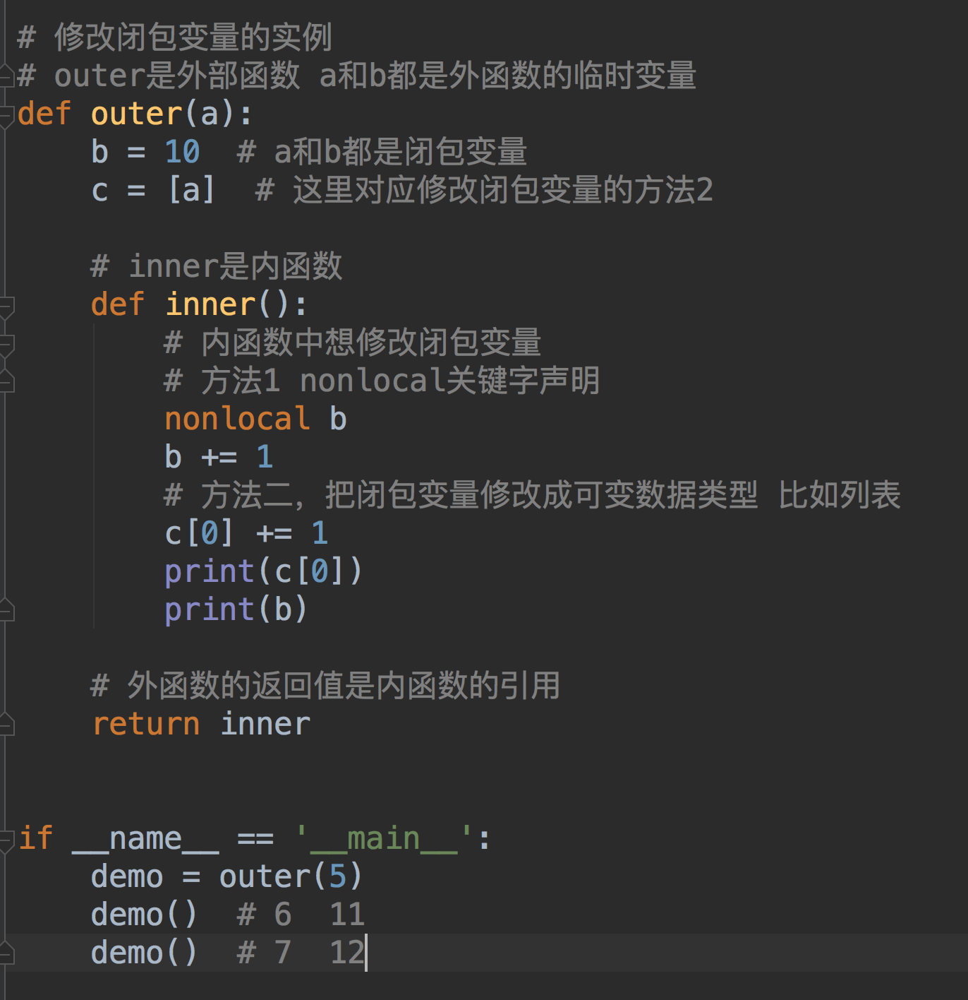 # 修改闭包变量的实例
# outer是外部函数 a和b都是外函数的临时变量
def outer(a):
    b = 10  # a和b都是闭包变量
    c = [a]  # 这里对应修改闭包变量的方法2
    # inner是内函数
    def inner():
        # 内函数中想修改闭包变量
        # 方法1 nonlocal关键字声明
        nonlocal b
        b += 1
        # 方法二，把闭包变量修改成可变数据类型 比如列表
        c[0] += 1
        print(c[0])
        print(b)
    # 外函数的返回值是内函数的引用
    return inner
if __name__ == '__main__':
    demo = outer(5)
    demo()  # 6  11
    demo()  # 7  12